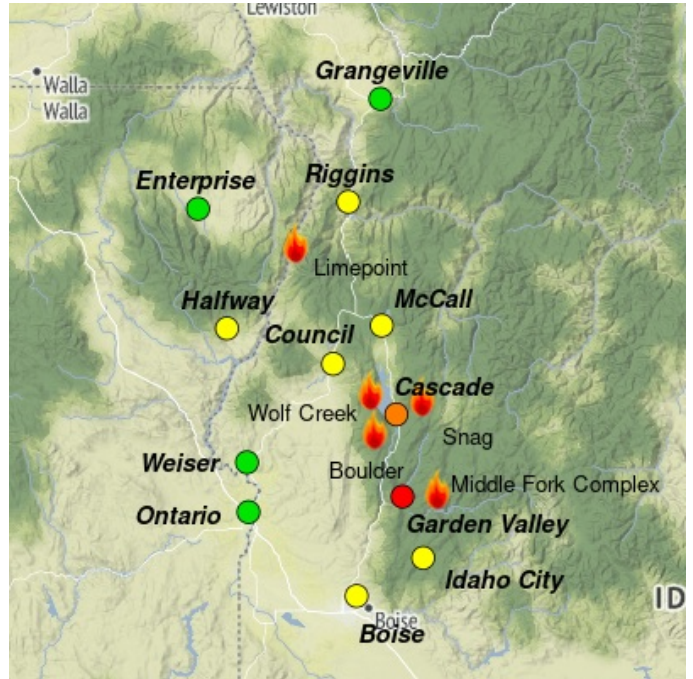 Lewiston
Grangeville
Walla
Walla
Enterprise
Riggins
Limepoint
Halfway
McCall
Council
Cascade
Wolf Creek
Snag
Weiser
Boulder
Middle Fork Complex
Ontario
Garden Valley
Idaho City
ID
Boise
Boise